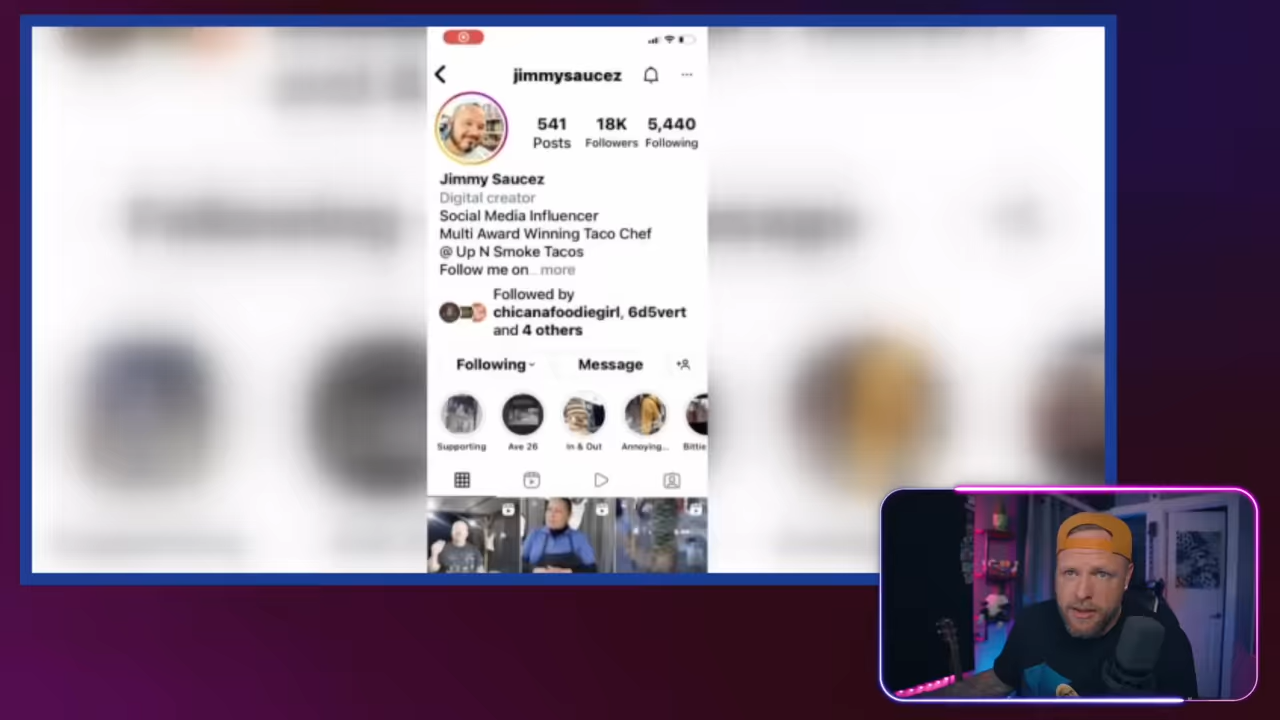 jimmysaucez
541 18K 5,440
Posts Followers Following
Jimmy Saucez
Digital creator
Social Media Influencer
Multi Award Winning Taco Chef
@ Up N Smoke Tacos
Follow me on... more
Followed by
chicanafoodiegirl, 6d5vert
and 4 others
Following Message
Supporting Ave 26 In & Out Annoying... Bittie